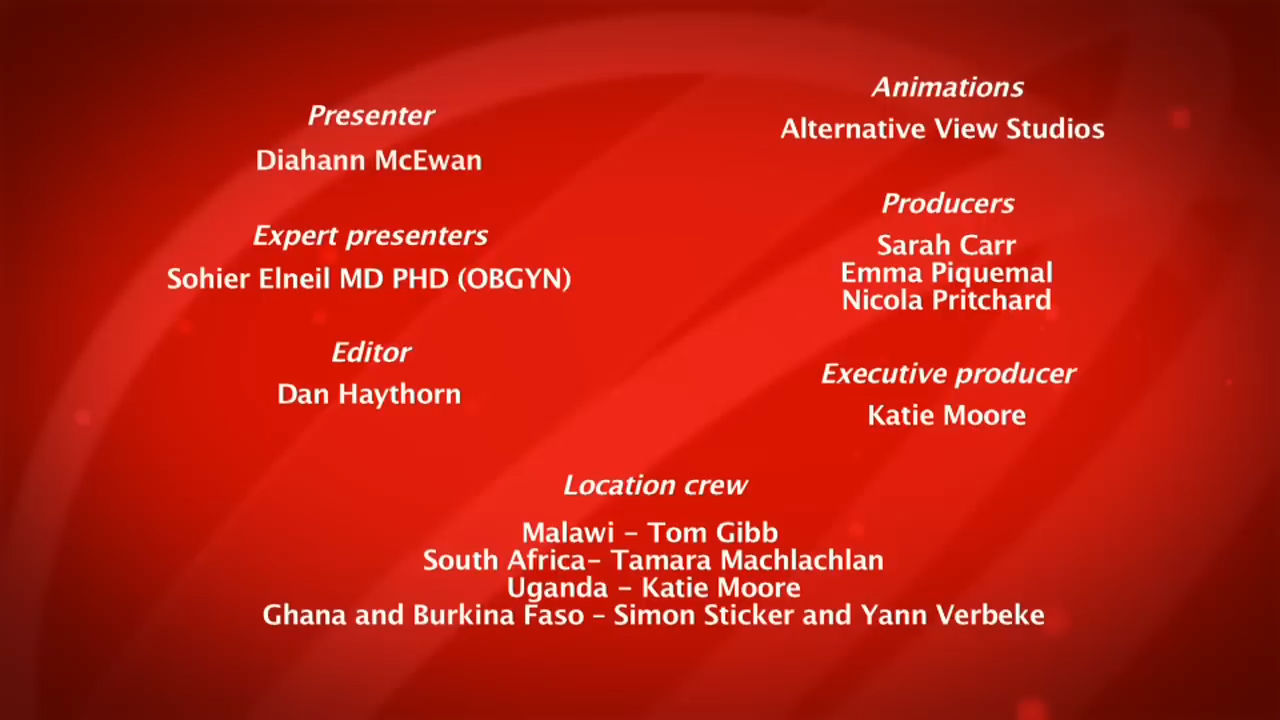 Presenter
Diahann McEwan
Expert presenters
Sohier Elneil MD PHD (OBGYN)
Editor
Dan Haythorn
Animations
Alternative View Studios
Producers
Sarah Carr
Emma Piquemal
Nicola Pritchard
Executive producer
Katie Moore
Location crew
Malawi – Tom Gibb
South Africa– Tamara Machlachlan
Uganda – Katie Moore
Ghana and Burkina Faso – Simon Sticker and Yann Verbeke